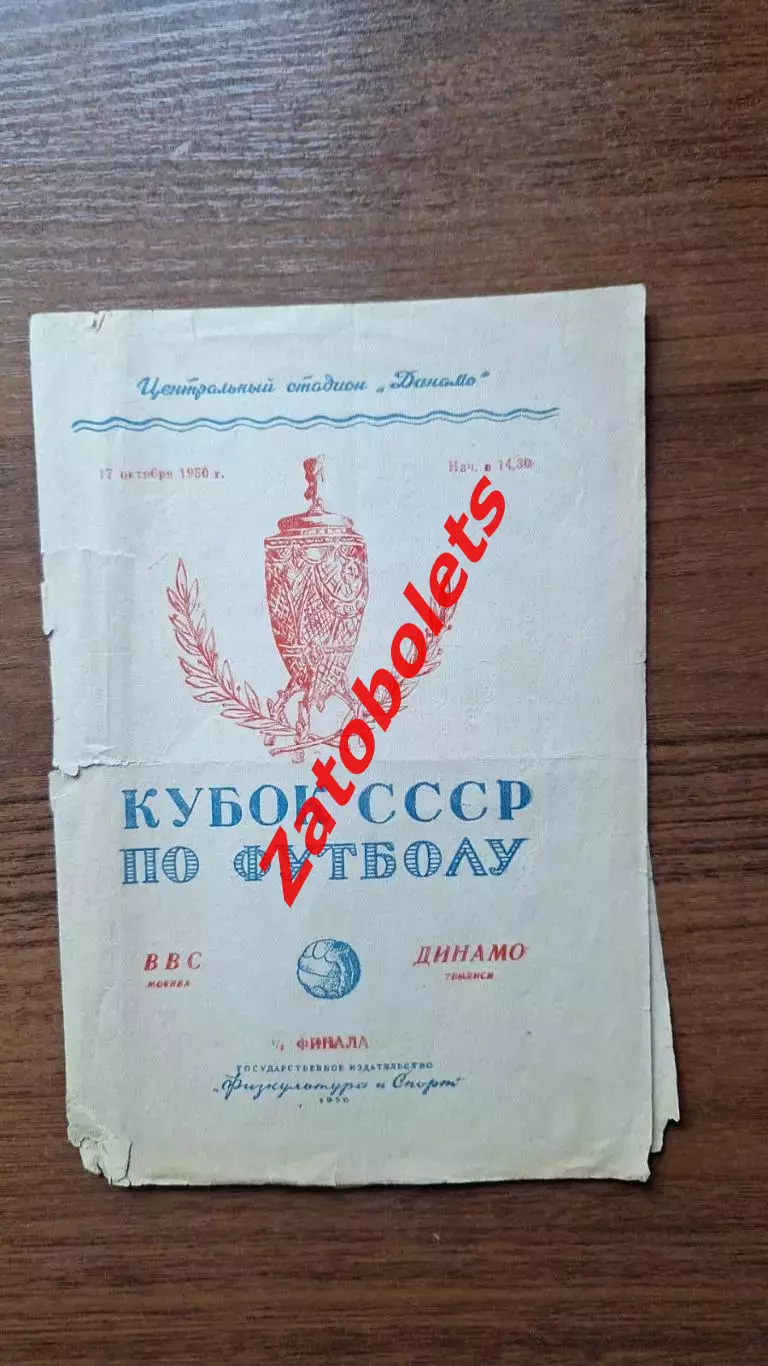 Центральный стадион „Динамо"
17 октября 1950 г. Нач. в 14.30
КУБОК СССР
ПО ФУТБОЛУ
ВВС ДИНАМО
МОСКВА ТБИЛИСИ
ФИНАЛА
ГОСУДАРСТВЕННОЕ ИЗДАТЕЛЬСТВО
„Физкультура и Спорт"
1950
Zatobolets